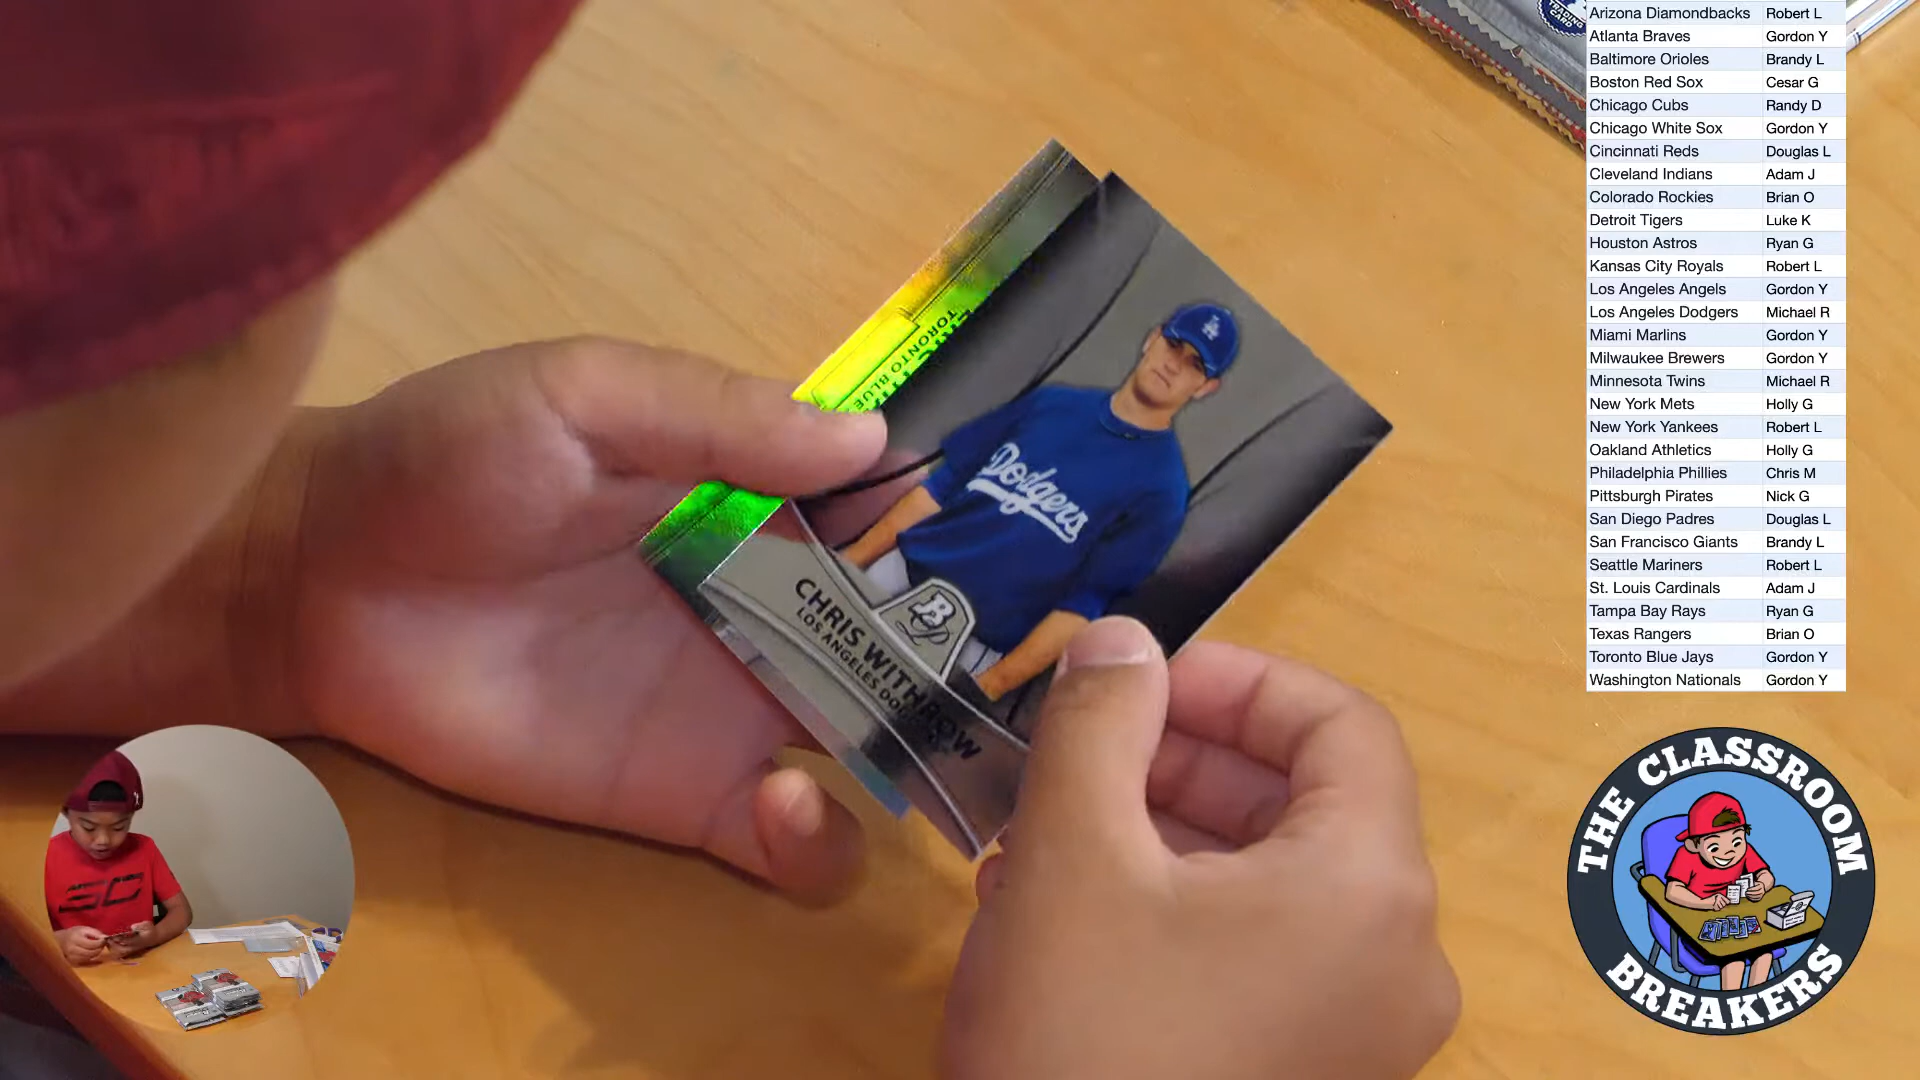 TRADING
CARD
Arizona Diamondbacks Robert L
Atlanta Braves Gordon Y
Baltimore Orioles Brandy L
Boston Red Sox Cesar G
Chicago Cubs Randy D
Chicago White Sox Gordon Y
Cincinnati Reds Douglas L
Cleveland Indians Adam J
Colorado Rockies Brian O
Detroit Tigers Luke K
Houston Astros Ryan G
Kansas City Royals Robert L
Los Angeles Angels Gordon Y
Los Angeles Dodgers Michael R
Miami Marlins Gordon Y
Milwaukee Brewers Gordon Y
Minnesota Twins Michael R
New York Mets Holly G
New York Yankees Robert L
Oakland Athletics Holly G
Philadelphia Phillies Chris M
Pittsburgh Pirates Nick G
San Diego Padres Douglas L
San Francisco Giants Brandy L
Seattle Mariners Robert L
St. Louis Cardinals Adam J
Tampa Bay Rays Ryan G
Texas Rangers Brian O
Toronto Blue Jays Gordon Y
Washington Nationals Gordon Y
TORONTO BLUE
LA
Dodgers
B
CHRIS WITHROW
LOS ANGELES DO
THE CLASSROOM
BREAKERS